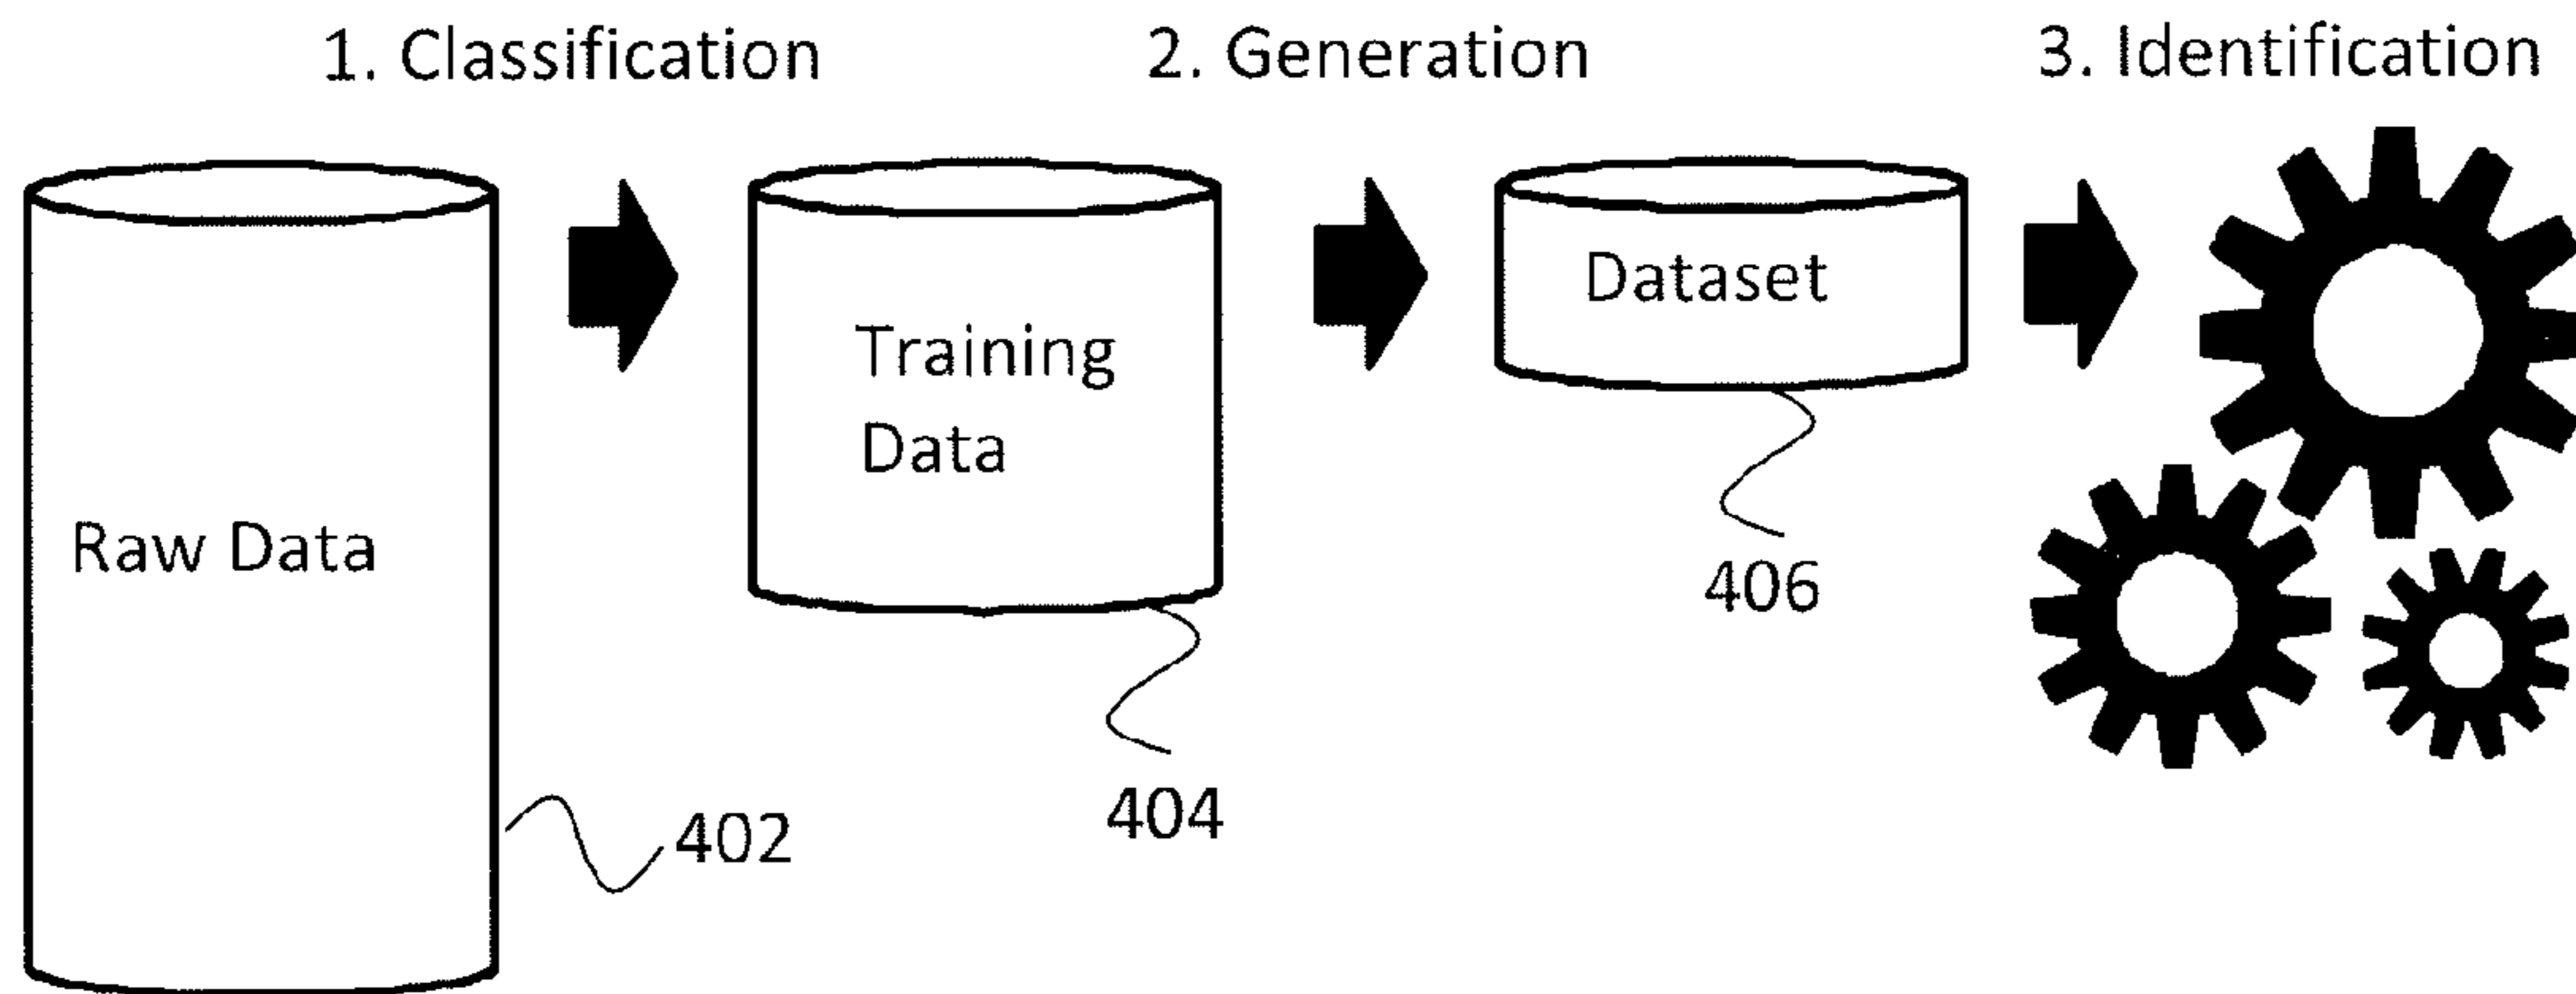 1. Classification
2. Generation
3. Identification
Raw Data
Training
Data
Dataset
402
404
406